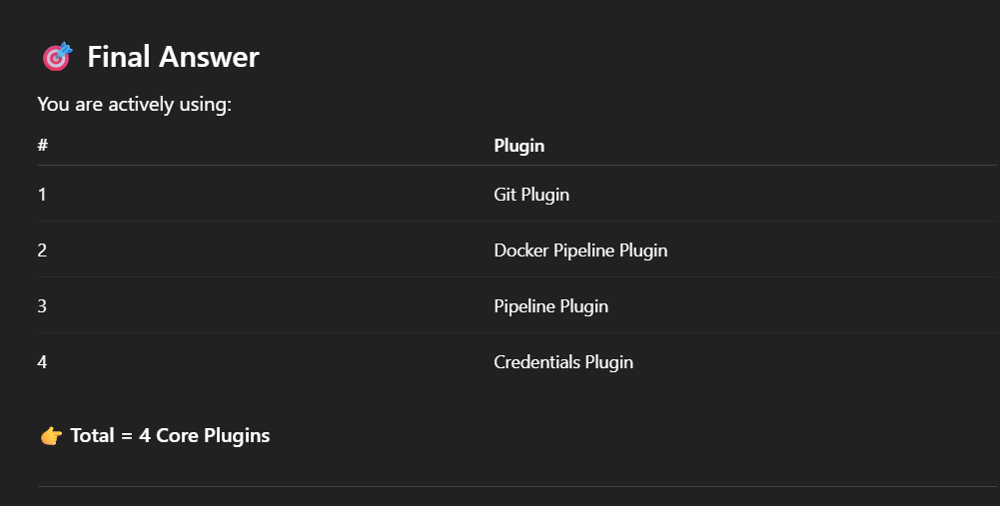 🎯 Final Answer
You are actively using:
# Plugin
1 Git Plugin
2 Docker Pipeline Plugin
3 Pipeline Plugin
4 Credentials Plugin
👉 Total = 4 Core Plugins